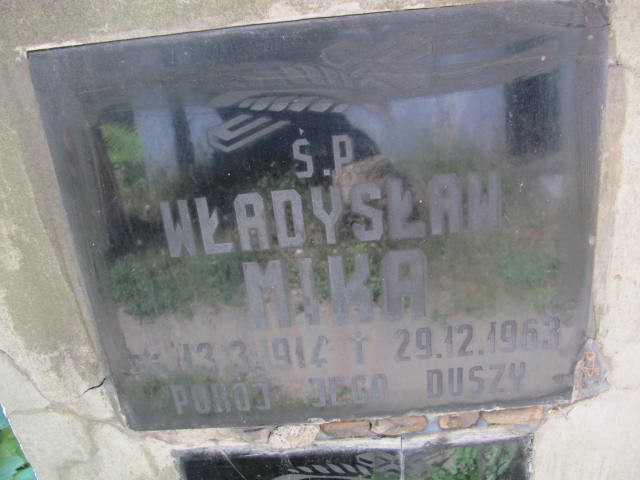 Ś.P.
WŁADYSŁAW
MIKA
* 13.3.1914 † 29.12.1963
POKÓJ JEGO DUSZY